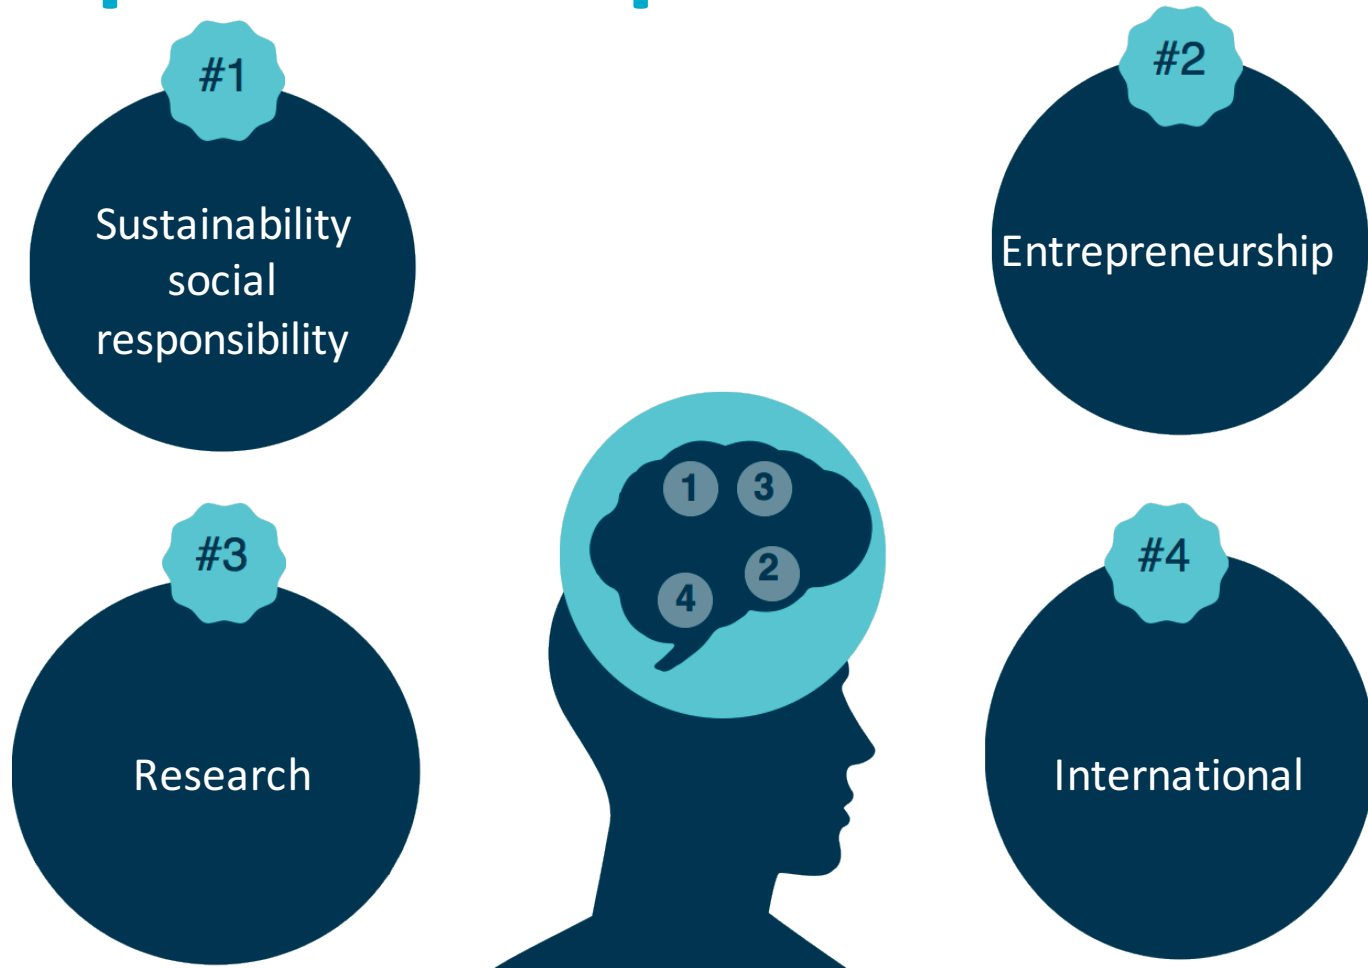 #1
Sustainability
social
responsibility
#2
Entrepreneurship
1
3
2
4
#3
Research
#4
International